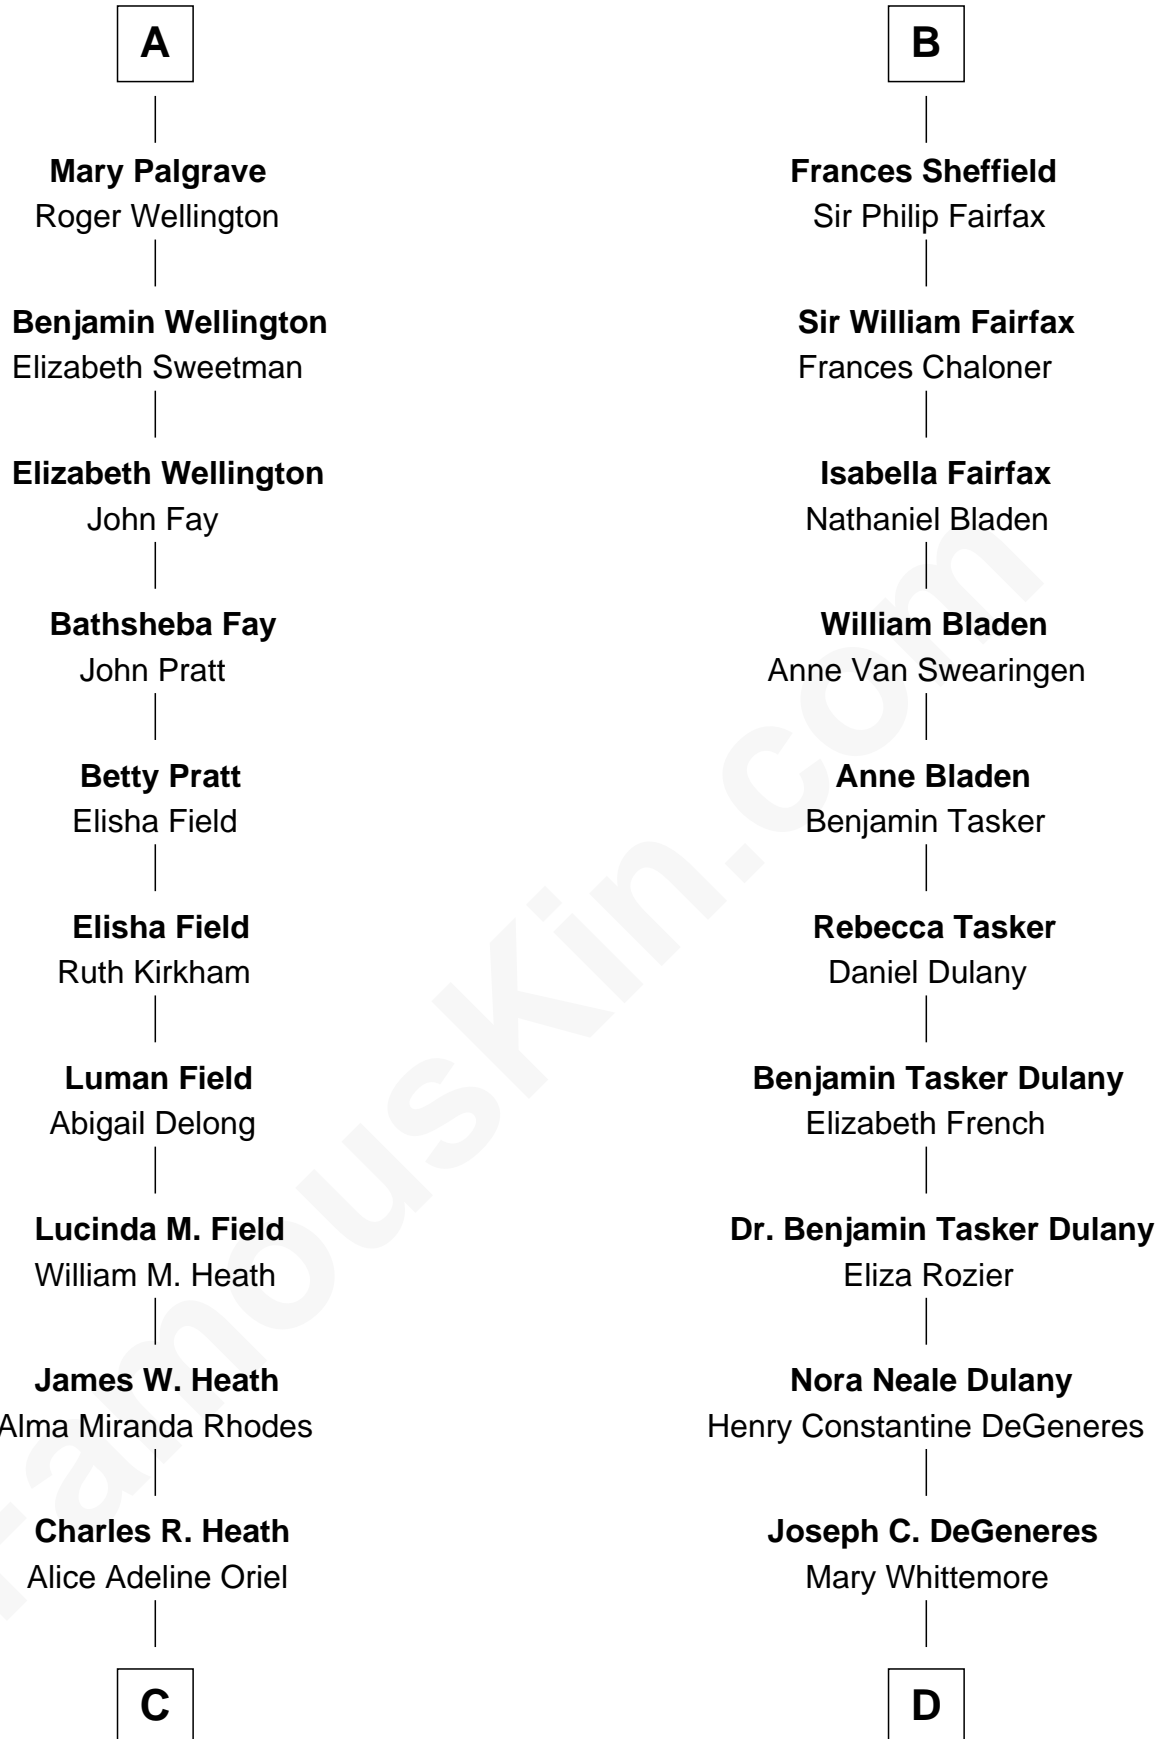 A
Mary Palgrave
Roger Wellington
Benjamin Wellington
Elizabeth Sweetman
Elizabeth Wellington
John Fay
Bathsheba Fay
John Pratt
Betty Pratt
Elisha Field
Elisha Field
Ruth Kirkham
Luman Field
Abigail Delong
Lucinda M. Field
William M. Heath
James W. Heath
Alma Miranda Rhodes
Charles R. Heath
Alice Adeline Oriel
C
B
Frances Sheffield
Sir Philip Fairfax
Sir William Fairfax
Frances Chaloner
Isabella Fairfax
Nathaniel Bladen
William Bladen
Anne Van Swearingen
Anne Bladen
Benjamin Tasker
Rebecca Tasker
Daniel Dulany
Benjamin Tasker Dulany
Elizabeth French
Dr. Benjamin Tasker Dulany
Eliza Rozier
Nora Neale Dulany
Henry Constantine DeGeneres
Joseph C. DeGeneres
Mary Whittemore
D
FamousKin.com